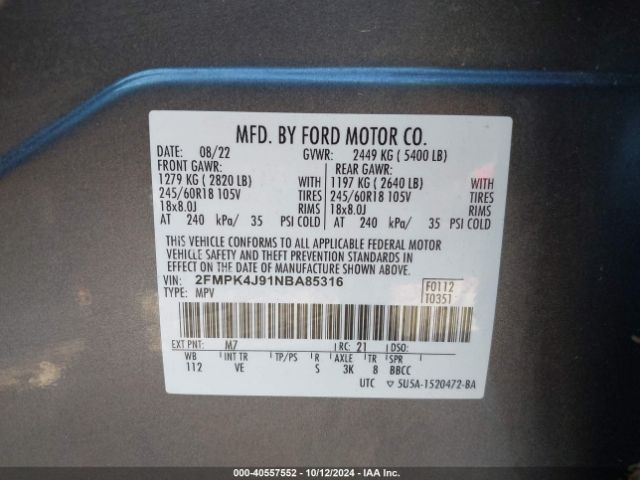 MFD. BY FORD MOTOR CO.
DATE: 08/22 GVWR: 2449 KG ( 5400 LB)
FRONT GAWR: REAR GAWR:
1279 KG ( 2820 LB) WITH 1197 KG ( 2640 LB) WITH
245/60R18 105V TIRES 245/60R18 105V TIRES
18x8.0J RIMS 18x8.0J RIMS
AT 240 kPa/ 35 PSI COLD AT 240 kPa/ 35 PSI COLD
THIS VEHICLE CONFORMS TO ALL APPLICABLE FEDERAL MOTOR
VEHICLE SAFETY AND THEFT PREVENTION STANDARDS IN
EFFECT ON THE DATE OF MANUFACTURE SHOWN ABOVE.
VIN: 2FMPK4J91NBA85316 F0112
TYPE: MPV T0351
EXT PNT: M7 RC: 21 DSO:
WB INT TR TP/PS R AXLE TR SPR
112 VE S 3K 8 BBCC
UTC ▽ 5U5A-1520472-BA
000-40557552 - 10/12/2024 - IAA Inc.